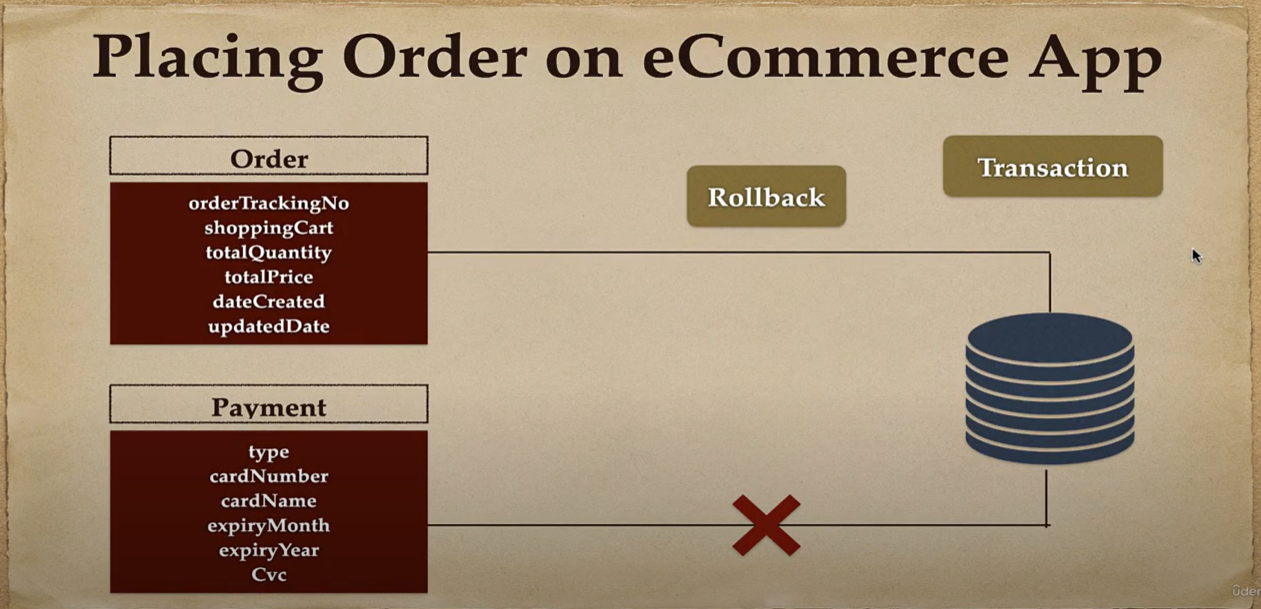 Placing Order on eCommerce App
Order
orderTrackingNo
shoppingCart
totalQuantity
totalPrice
dateCreated
updatedDate
Rollback
Transaction
Payment
type
cardNumber
cardName
expiryMonth
expiryYear
Cvc